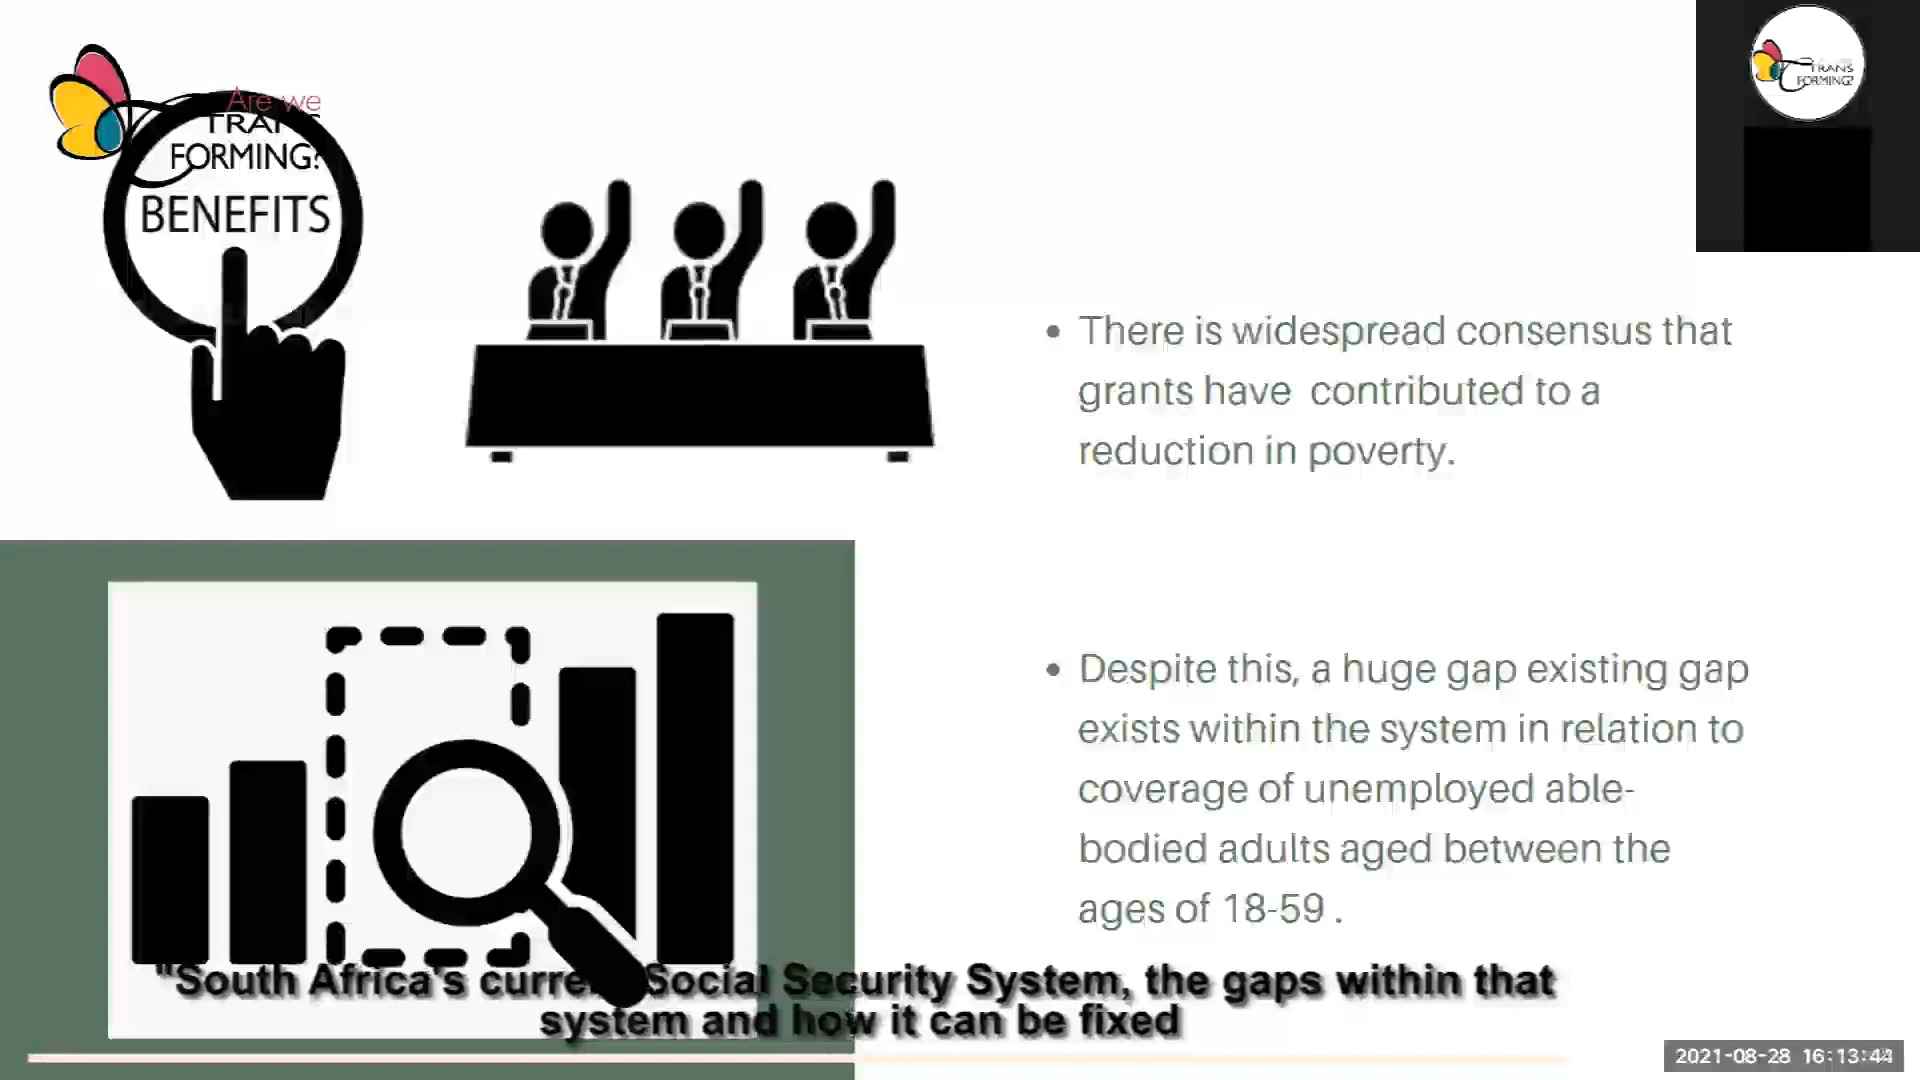 Are we
TRANS
FORMING?
BENEFITS
TRANS
FORMING?
• There is widespread consensus that
grants have contributed to a
reduction in poverty.
• Despite this, a huge gap existing gap
exists within the system in relation to
coverage of unemployed able-
bodied adults aged between the
ages of 18-59 .
"South Africa's current Social Security System, the gaps within that
system and how it can be fixed
2021-08-28 16:13:44